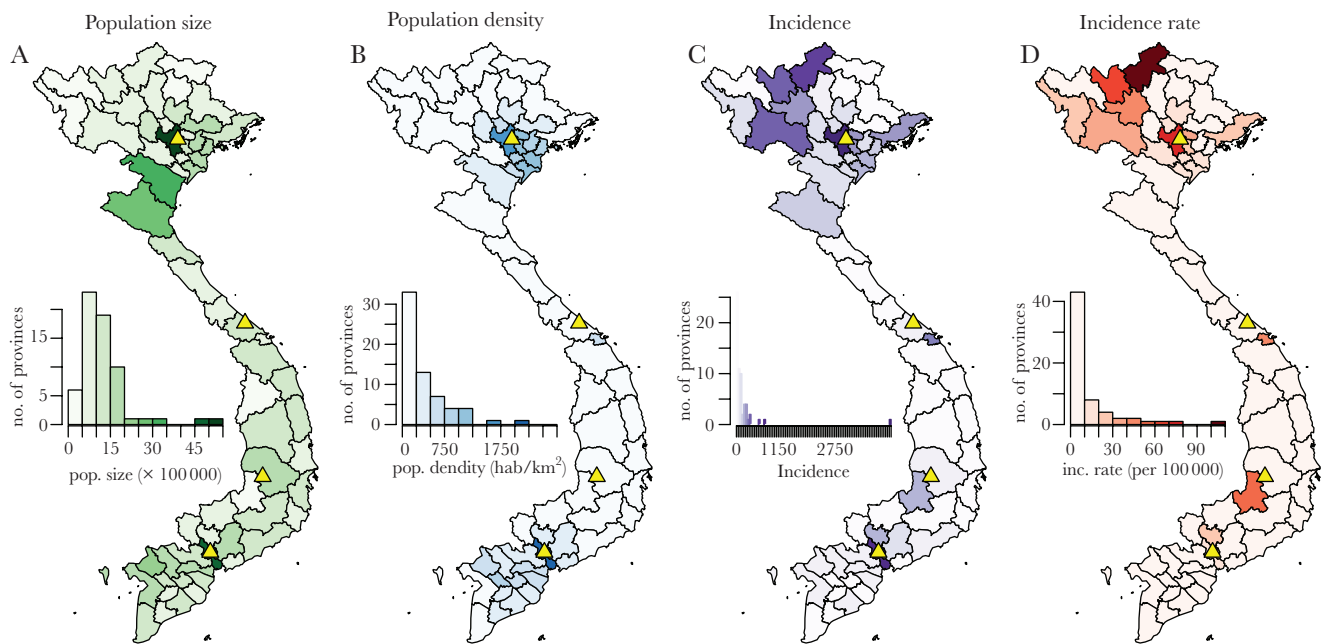 Population size
Population density
Incidence
Incidence rate
A
B
C
D
no. of provinces
15
5
0
0
15
30
45
pop. size (× 100 000)
no. of provinces
30
20
10
0
0
750
1750
pop. dendity (hab/km²)
no. of provinces
25
20
10
0
0
1150
2750
Incidence
no. of provinces
40
20
0
0
30
60
90
inc. rate (per 100 000)